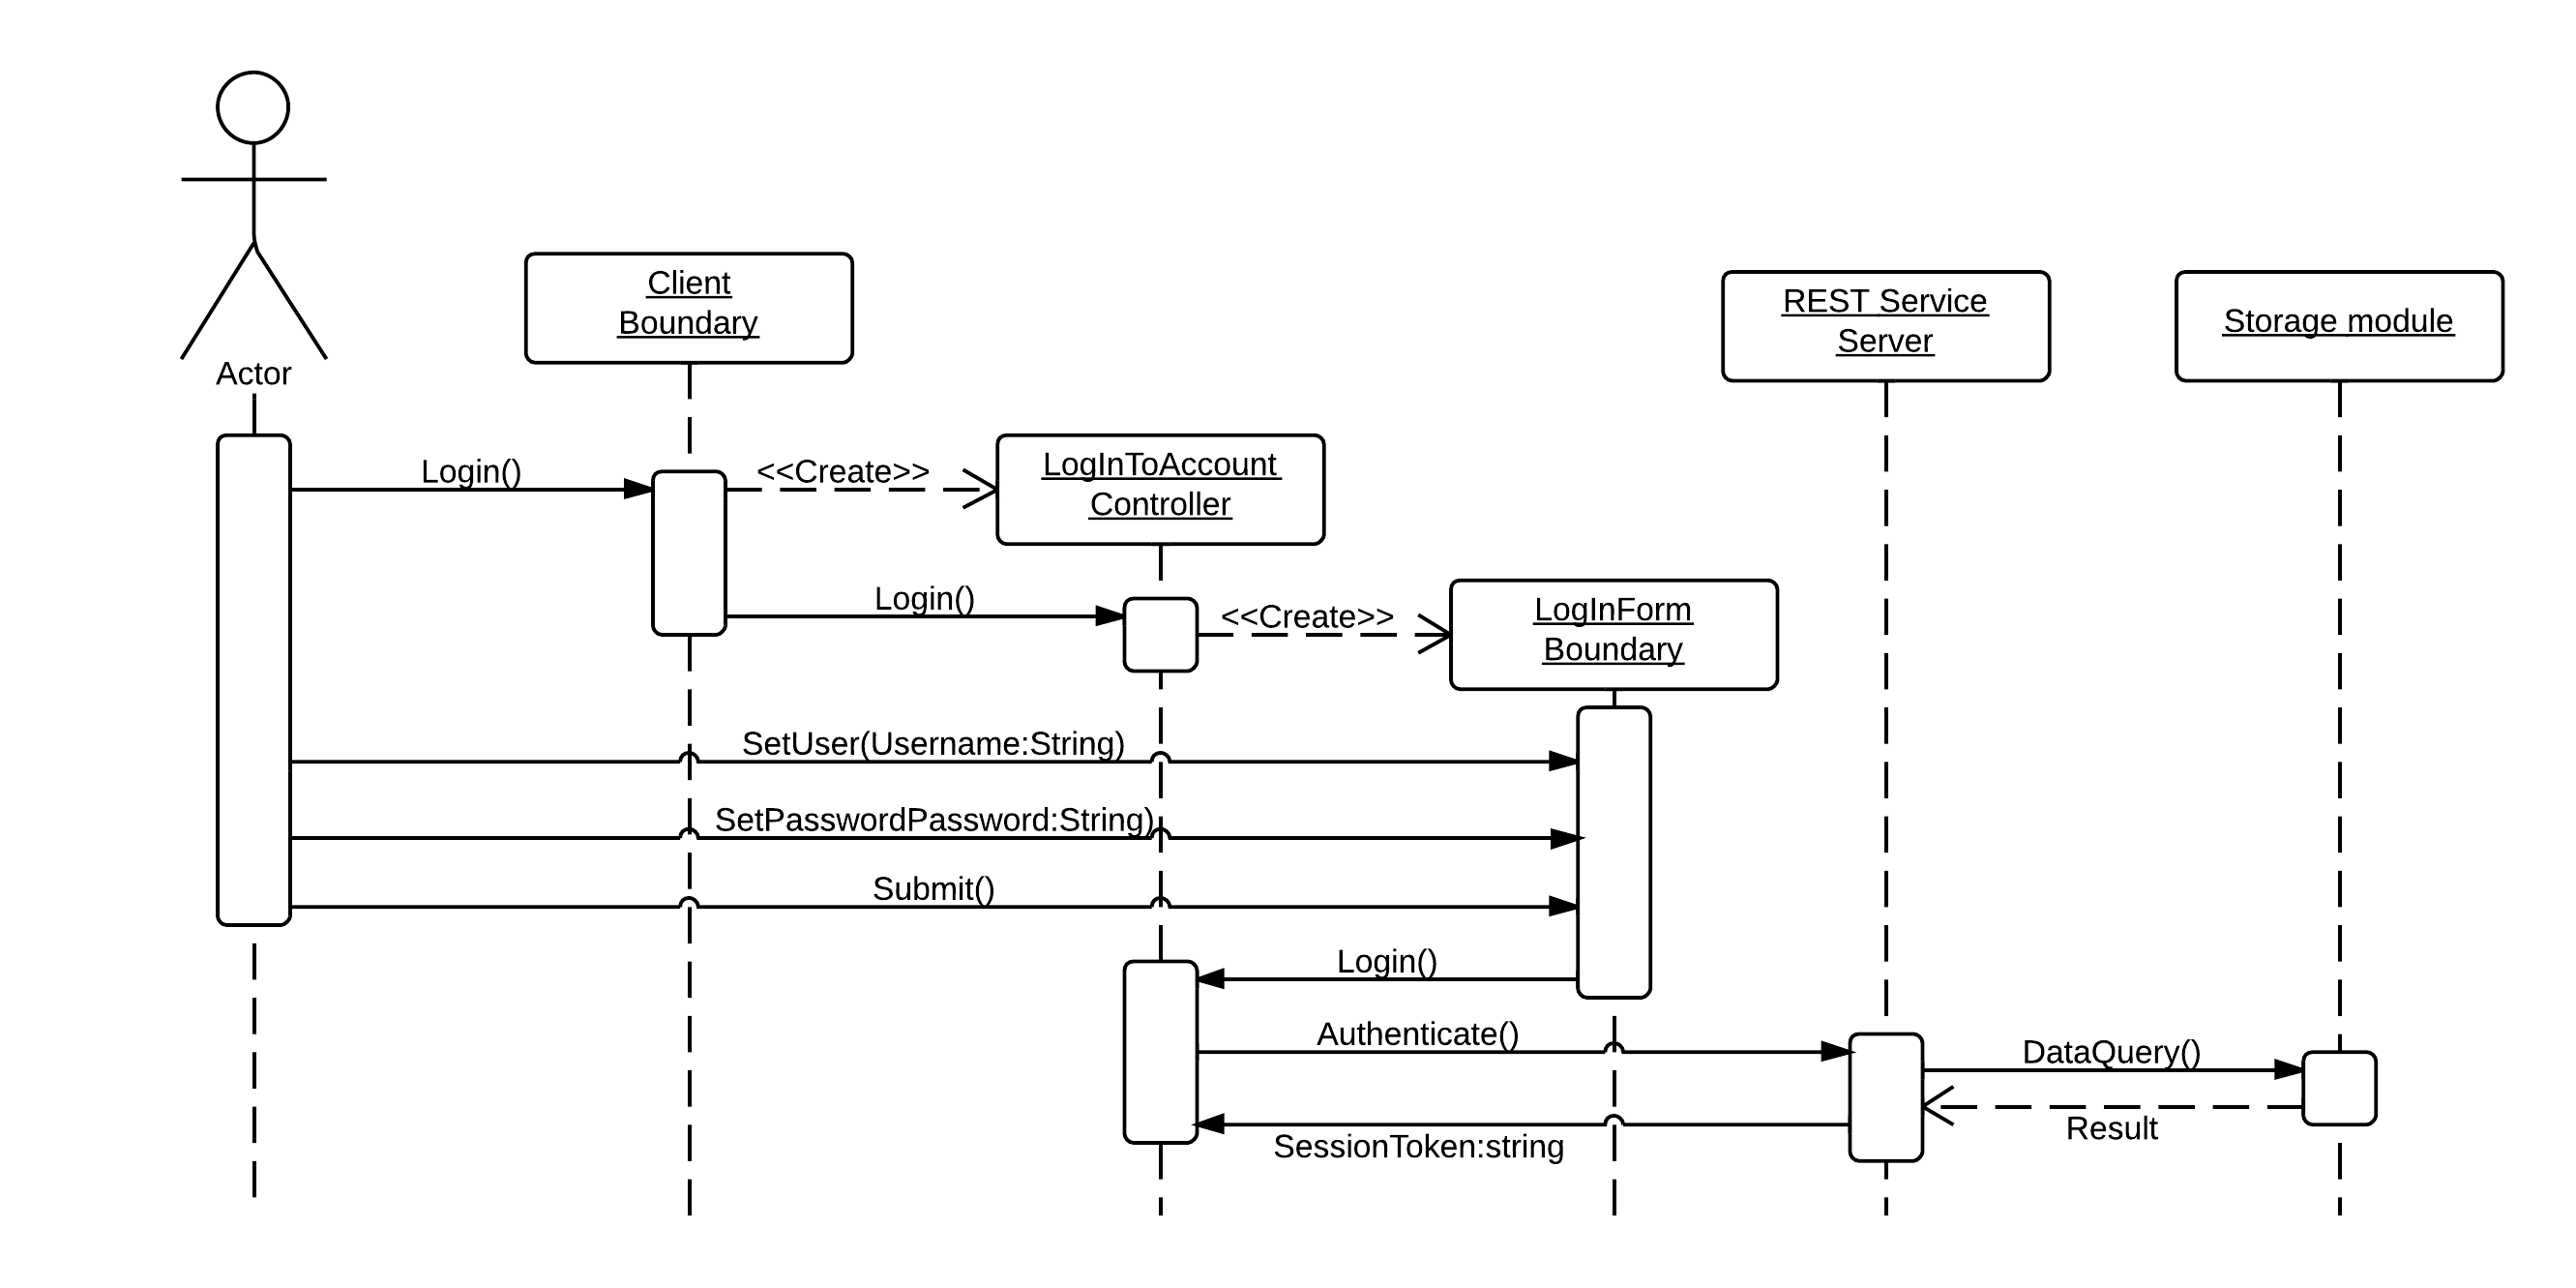 Actor
Client
Boundary
REST Service
Server
Storage module
Login()
<<Create>>
LogInToAccount
Controller
Login()
<<Create>>
LogInForm
Boundary
SetUser(Username:String)
SetPasswordPassword:String)
Submit()
Login()
Authenticate()
DataQuery()
Result
SessionToken:string